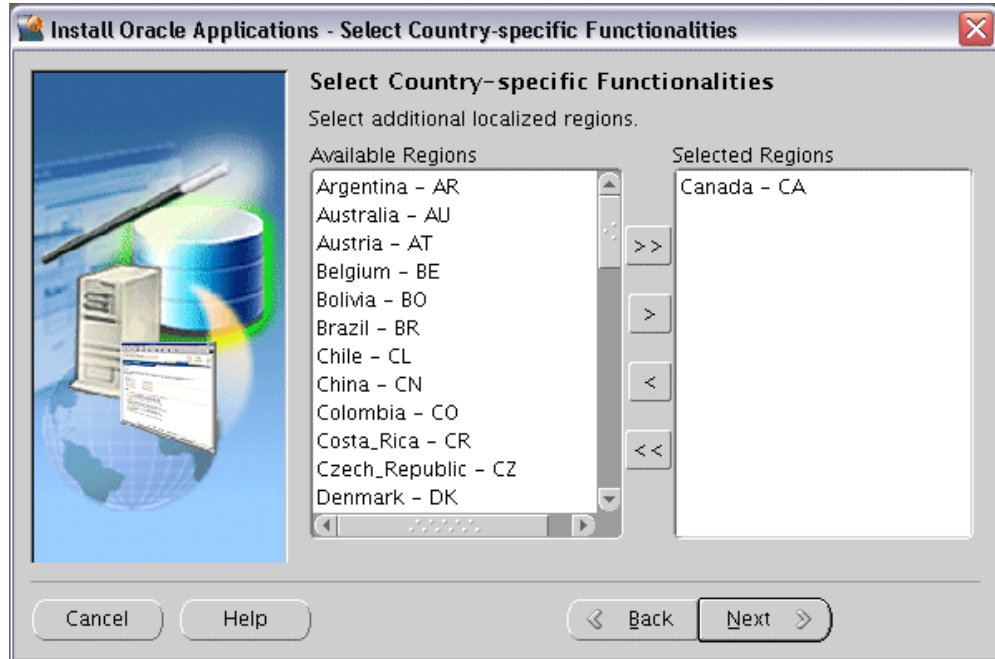 Install Oracle Applications - Select Country-specific Functionalities
Select Country-specific Functionalities
Select additional localized regions.
Available Regions
Argentina - AR
Australia - AU
Austria - AT
Belgium - BE
Bolivia - BO
Brazil - BR
Chile - CL
China - CN
Colombia - CO
Costa_Rica - CR
Czech_Republic - CZ
Denmark - DK
>>
>
<
<<
Selected Regions
Canada - CA
Cancel
Help
Back
Next